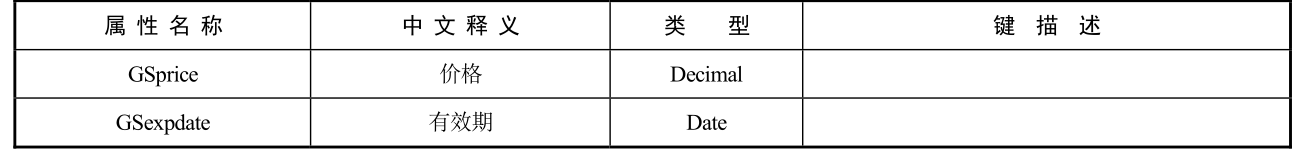 属性名称 中文释义 类型 键描述
GSprice 价格 Decimal
GSexpdate 有效期 Date